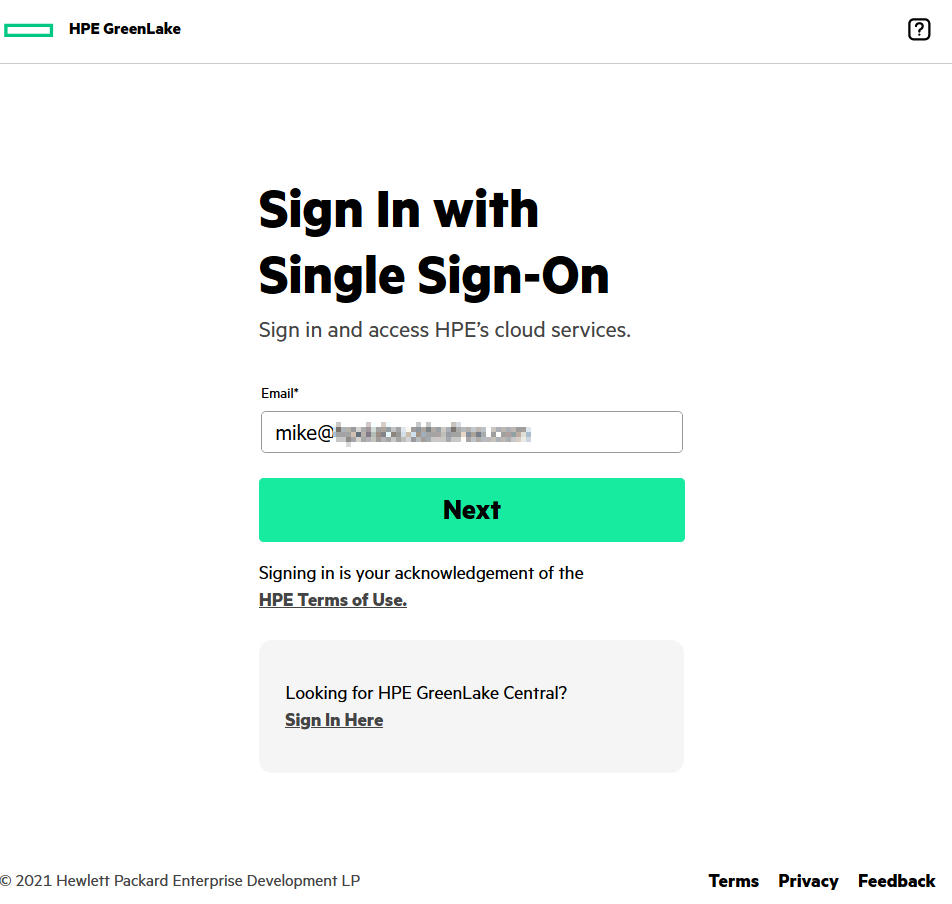 HPE GreenLake
?
Sign In with
Single Sign-On
Sign in and access HPE’s cloud services.
Email*
mike@
Next
Signing in is your acknowledgement of the
HPE Terms of Use.
Looking for HPE GreenLake Central?
Sign In Here
© 2021 Hewlett Packard Enterprise Development LP
Terms Privacy Feedback